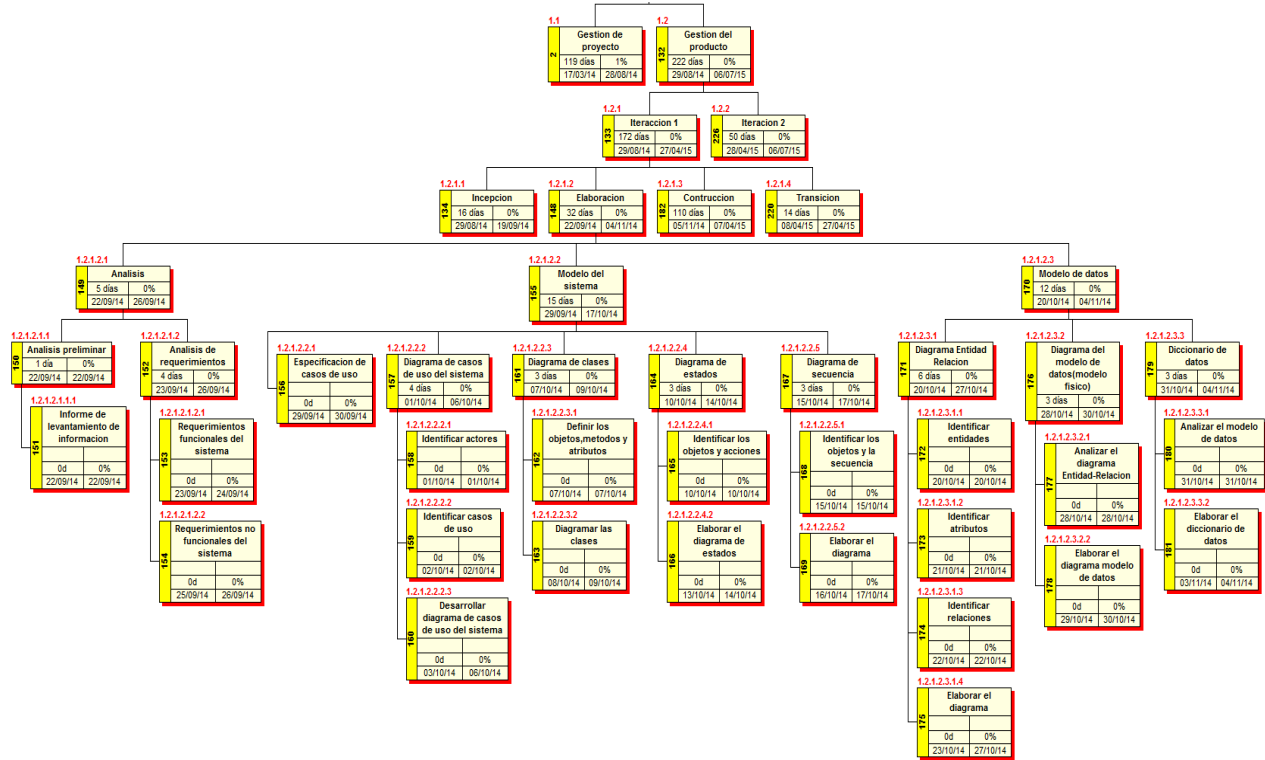 1.1
2
Gestion de
proyecto
119 días 1%
17/03/14 28/08/14
1.2
132
Gestion del
producto
222 días 0%
29/08/14 06/07/15
1.2.1
133
Iteraccion 1
172 días 0%
29/08/14 27/04/15
1.2.2
226
Iteracion 2
50 días 0%
28/04/15 06/07/15
1.2.1.1
134
Incepcion
16 días 0%
29/08/14 19/09/14
1.2.1.2
148
Elaboracion
32 días 0%
22/09/14 04/11/14
1.2.1.3
182
Contruccion
110 días 0%
05/11/14 07/04/15
1.2.1.4
220
Transicion
14 días 0%
08/04/15 27/04/15
1.2.1.2.1
149
Analisis
5 días 0%
22/09/14 26/09/14
1.2.1.2.2
155
Modelo del
sistema
15 días 0%
29/09/14 17/10/14
1.2.1.2.3
170
Modelo de datos
12 días 0%
20/10/14 04/11/14
1.2.1.2.1.1
150
Analisis preliminar
1 día 0%
22/09/14 22/09/14
1.2.1.2.1.1.1
151
Informe de
levantamiento de
informacion
0d 0%
22/09/14 22/09/14
1.2.1.2.1.2
152
Analisis de
requerimientos
4 días 0%
23/09/14 26/09/14
1.2.1.2.1.2.1
153
Requerimientos
funcionales del
sistema
0d 0%
23/09/14 24/09/14
1.2.1.2.1.2.2
154
Requerimientos no
funcionales del
sistema
0d 0%
25/09/14 26/09/14
1.2.1.2.2.1
156
Especificacion de
casos de uso
0d 0%
29/09/14 30/09/14
1.2.1.2.2.2
157
Diagrama de casos
de uso del sistema
4 días 0%
01/10/14 06/10/14
1.2.1.2.2.2.1
158
Identificar actores
0d 0%
01/10/14 01/10/14
1.2.1.2.2.2.2
159
Identificar casos
de uso
0d 0%
02/10/14 02/10/14
1.2.1.2.2.2.3
160
Desarrollar
diagrama de casos
de uso del sistema
0d 0%
03/10/14 06/10/14
1.2.1.2.2.3
161
Diagrama de clases
3 días 0%
07/10/14 09/10/14
1.2.1.2.2.3.1
162
Definir los
objetos,metodos y
atributos
0d 0%
07/10/14 07/10/14
1.2.1.2.2.3.2
163
Diagramar las
clases
0d 0%
08/10/14 09/10/14
1.2.1.2.2.4
164
Diagrama de
estados
3 días 0%
10/10/14 14/10/14
1.2.1.2.2.4.1
165
Identificar los
objetos y acciones
0d 0%
10/10/14 10/10/14
1.2.1.2.2.4.2
166
Elaborar el
diagrama de
estados
0d 0%
13/10/14 14/10/14
1.2.1.2.2.5
167
Diagrama de
secuencia
3 días 0%
15/10/14 17/10/14
1.2.1.2.2.5.1
168
Identificar los
objetos y la
secuencia
0d 0%
15/10/14 15/10/14
1.2.1.2.2.5.2
169
Elaborar el
diagrama
0d 0%
16/10/14 17/10/14
1.2.1.2.3.1
171
Diagrama Entidad
Relacion
6 días 0%
20/10/14 27/10/14
1.2.1.2.3.1.1
172
Identificar
entidades
0d 0%
20/10/14 20/10/14
1.2.1.2.3.1.2
173
Identificar
atributos
0d 0%
21/10/14 21/10/14
1.2.1.2.3.1.3
174
Identificar
relaciones
0d 0%
22/10/14 22/10/14
1.2.1.2.3.1.4
175
Elaborar el
diagrama
0d 0%
23/10/14 27/10/14
1.2.1.2.3.2
176
Diagrama del
modelo de
datos(modelo
fisico)
3 días 0%
28/10/14 30/10/14
1.2.1.2.3.2.1
177
Analizar el
diagrama
Entidad-Relacion
0d 0%
28/10/14 28/10/14
1.2.1.2.3.2.2
178
Elaborar el
diagrama modelo
de datos
0d 0%
29/10/14 30/10/14
1.2.1.2.3.3
179
Diccionario de
datos
3 días 0%
31/10/14 04/11/14
1.2.1.2.3.3.1
180
Analizar el modelo
de datos
0d 0%
31/10/14 31/10/14
1.2.1.2.3.3.2
181
Elaborar el
diccionario de
datos
0d 0%
03/11/14 04/11/14